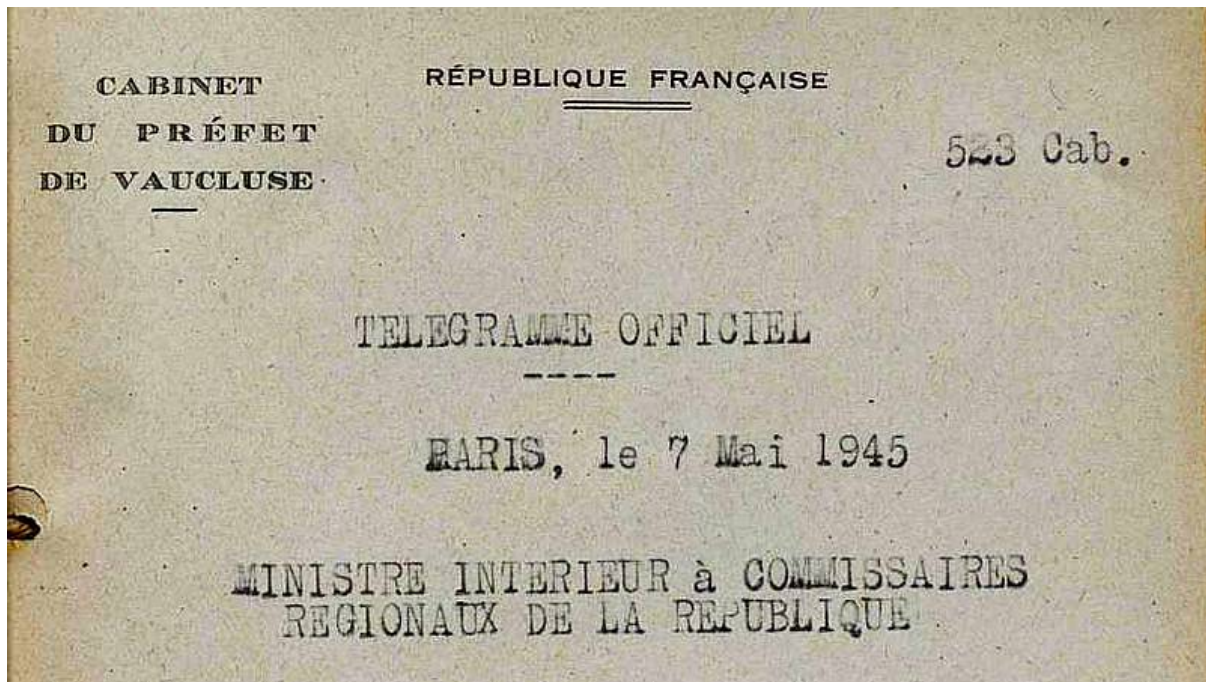 CABINET
DU PRÉFET
DE VAUCLUSE
RÉPUBLIQUE FRANÇAISE
523 Cab.
TELEGRAMME OFFICIEL
----
PARIS, le 7 Mai 1945
MINISTRE INTERIEUR à COMMISSAIRES
REGIONAUX DE LA REPUBLIQUE